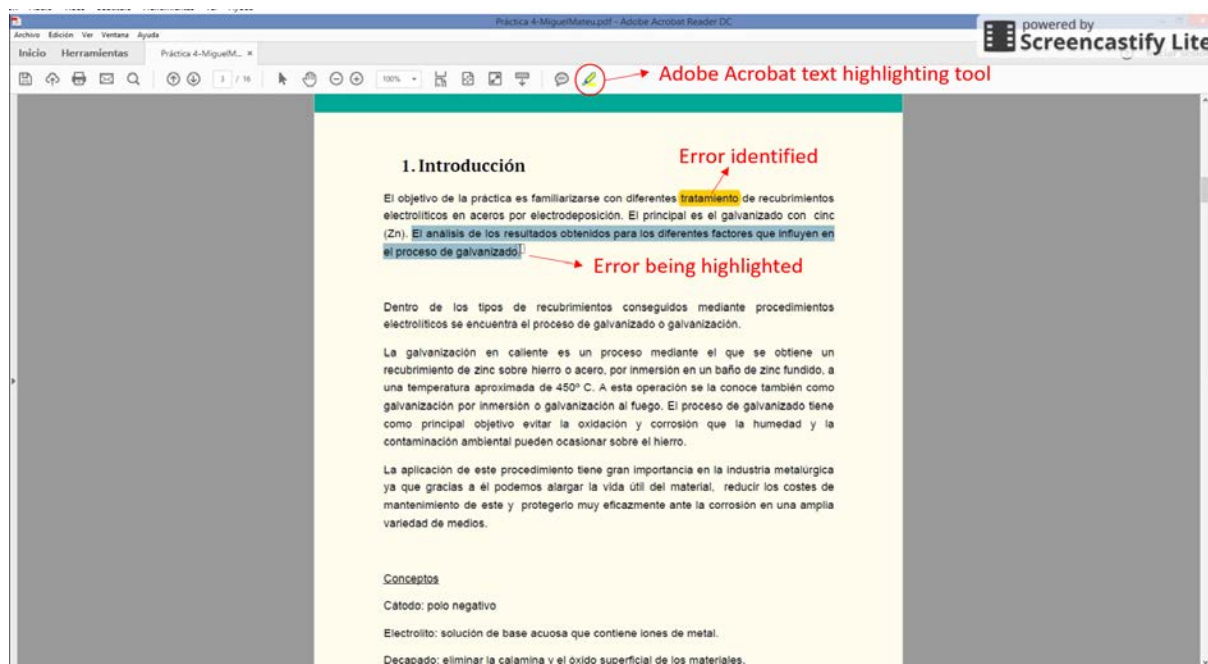 Práctica 4-MiguelMateu.pdf - Adobe Acrobat Reader DC
powered by
Screencastify Lite
Archivo Edición Ver Ventana Ayuda
Inicio Herramientas Práctica 4-MiguelM... ×
3 / 16 100%
Adobe Acrobat text highlighting tool
1. Introducción
Error identified
El objetivo de la práctica es familiarizarse con diferentes tratamiento de recubrimientos
electrolíticos en aceros por electrodeposición. El principal es el galvanizado con cinc
(Zn). El análisis de los resultados obtenidos para los diferentes factores que influyen en
el proceso de galvanizado.
Error being highlighted
Dentro de los tipos de recubrimientos conseguidos mediante procedimientos
electrolíticos se encuentra el proceso de galvanizado o galvanización.
La galvanización en caliente es un proceso mediante el que se obtiene un
recubrimiento de zinc sobre hierro o acero, por inmersión en un baño de zinc fundido, a
una temperatura aproximada de 450º C. A esta operación se la conoce también como
galvanización por inmersión o galvanización al fuego. El proceso de galvanizado tiene
como principal objetivo evitar la oxidación y corrosión que la humedad y la
contaminación ambiental pueden ocasionar sobre el hierro.
La aplicación de este procedimiento tiene gran importancia en la industria metalúrgica
ya que gracias a él podemos alargar la vida útil del material, reducir los costes de
mantenimiento de este y protegerlo muy eficazmente ante la corrosión en una amplia
variedad de medios.
Conceptos
Cátodo: polo negativo
Electrolito: solución de base acuosa que contiene iones de metal.
Decapado: eliminar la calamina y el óxido superficial de los materiales.